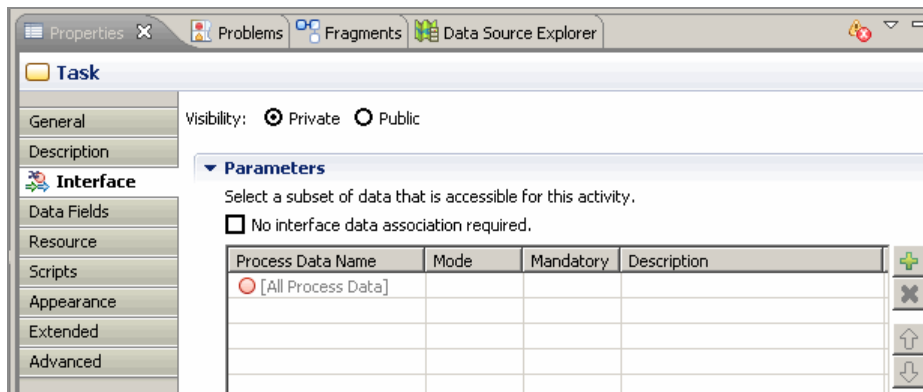 Properties Problems Fragments Data Source Explorer
Task
General
Description
Interface
Data Fields
Resource
Scripts
Appearance
Extended
Advanced
Visibility: Private Public
Parameters
Select a subset of data that is accessible for this activity.
No interface data association required.
Process Data Name Mode Mandatory Description
[All Process Data]